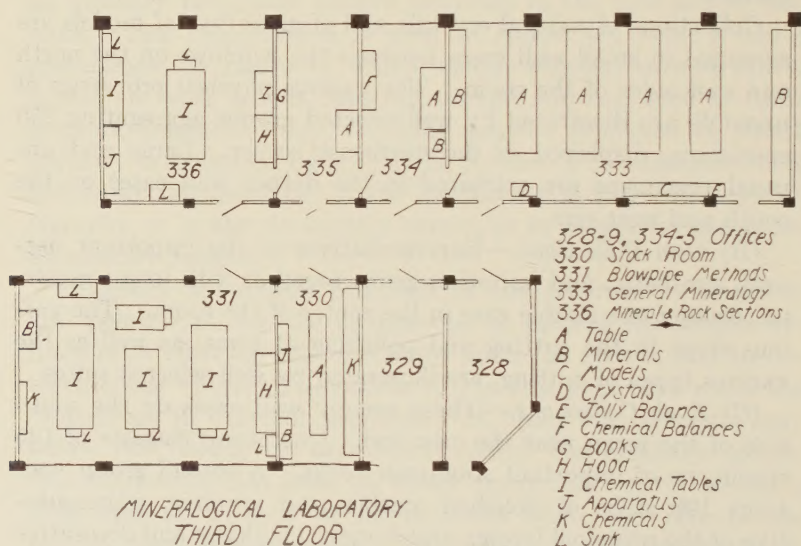 L
L
I I I G F A B A A A A B
J H A B
336 335 334 333
L D C
328-9, 334-5 Offices
330 Stock Room
331 Blowpipe Methods
333 General Mineralogy
336 Mineral & Rock Sections
A Table
B Minerals
C Models
D Crystals
E Jolly Balance
F Chemical Balances
G Books
H Hood
I Chemical Tables
J Apparatus
K Chemicals
L Sink
L 331 330
B I J
I I I H A K 329 328
K
L L L L B
MINERALOGICAL LABORATORY
THIRD FLOOR